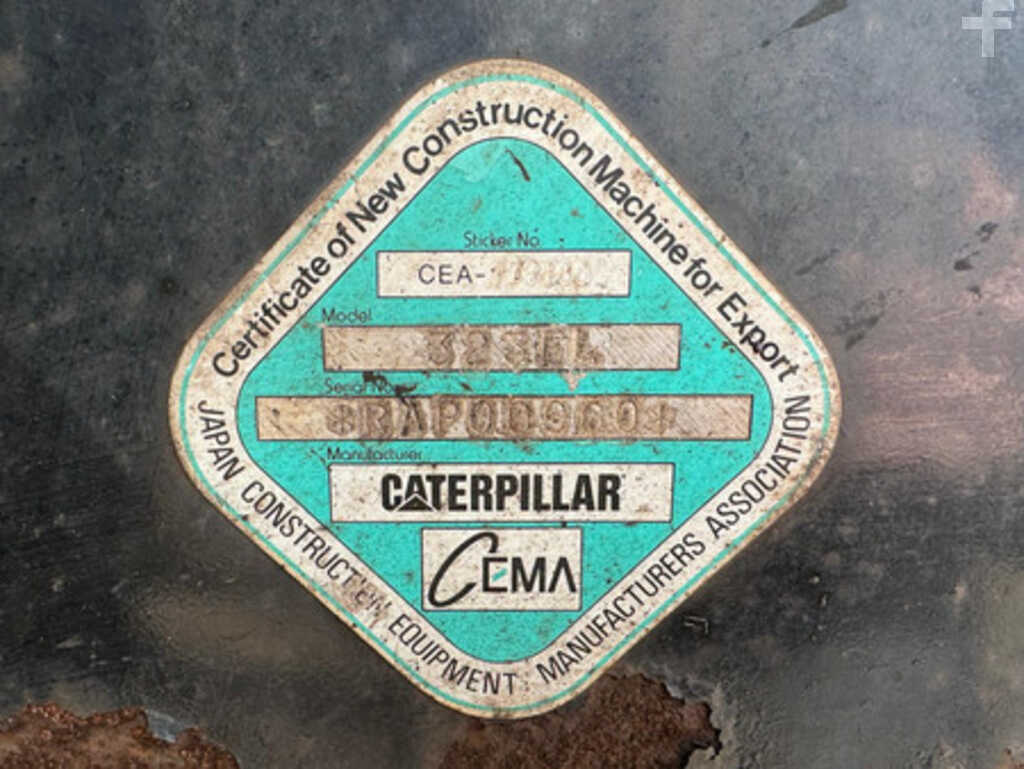 Certificate of New Construction Machine for Export
Sticker No.
CEA-
Model
Serial No.
*RAP00960*
Manufacturer
CATERPILLAR
CEMA
JAPAN CONSTRUCTION EQUIPMENT MANUFACTURERS ASSOCIATION